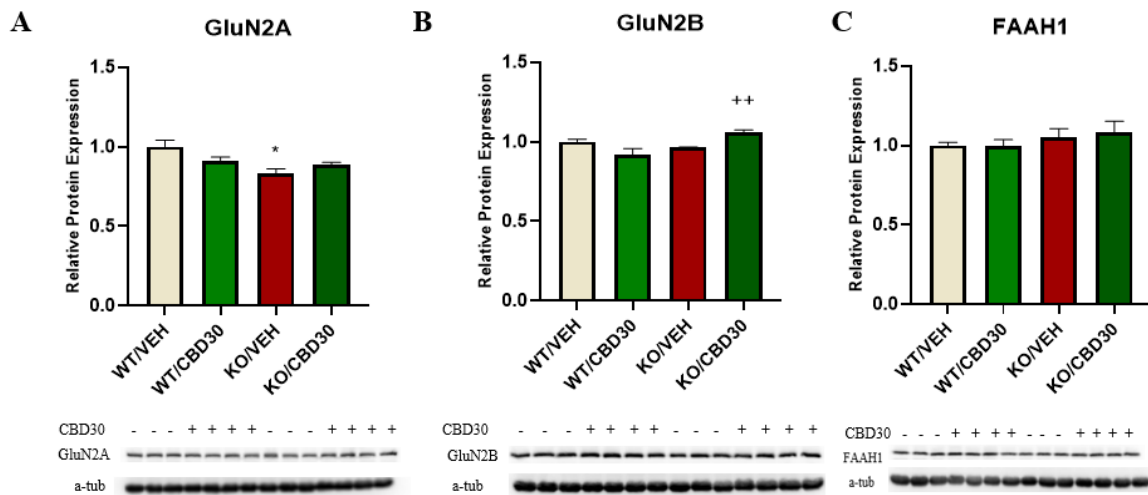 A
GluN2A
Relative Protein Expression
1.5
1.0
0.5
0.0
*
WT/VEH
WT/CBD30
KO/VEH
KO/CBD30
CBD30 - - - + + + + - - - + + + +
GluN2A
a-tub
B
GluN2B
Relative Protein Expression
1.5
1.0
0.5
0.0
++
WT/VEH
WT/CBD30
KO/VEH
KO/CBD30
CBD30 - - - + + + + - - - + + + +
GluN2B
a-tub
C
FAAH1
Relative Protein Expression
1.5
1.0
0.5
0.0
WT/VEH
WT/CBD30
KO/VEH
KO/CBD30
CBD30 - - - + + + + - - - + + + +
FAAH1
a-tub